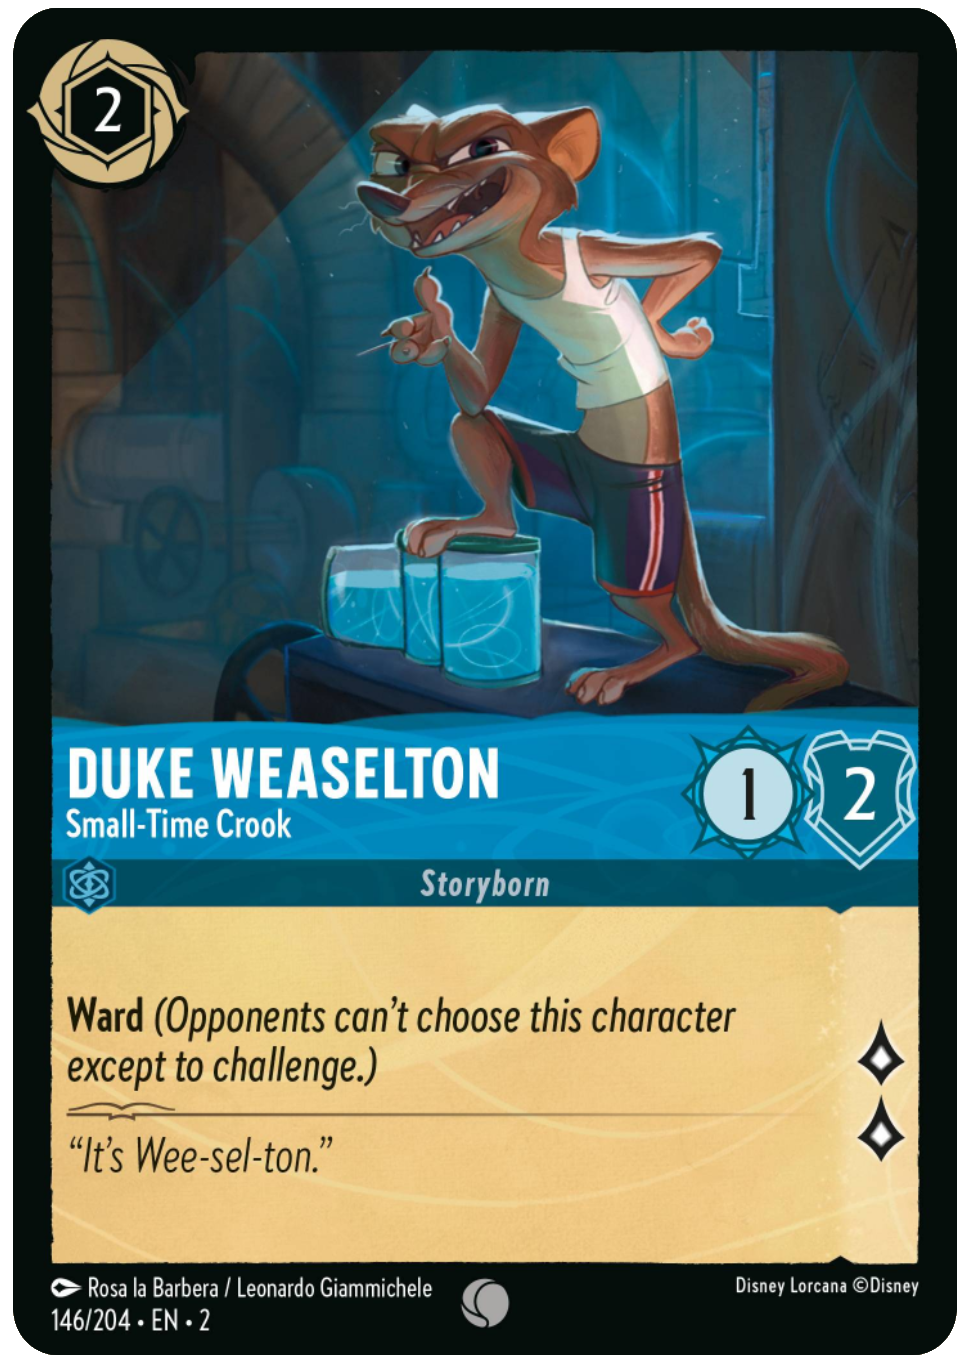 2
DUKE WEASELTON
Small-Time Crook
1
2
Storyborn
Ward (Opponents can't choose this character
except to challenge.)
“It's Wee-sel-ton.”
Rosa la Barbera / Leonardo Giammichele
Disney Lorcana ©Disney
146/204 • EN • 2